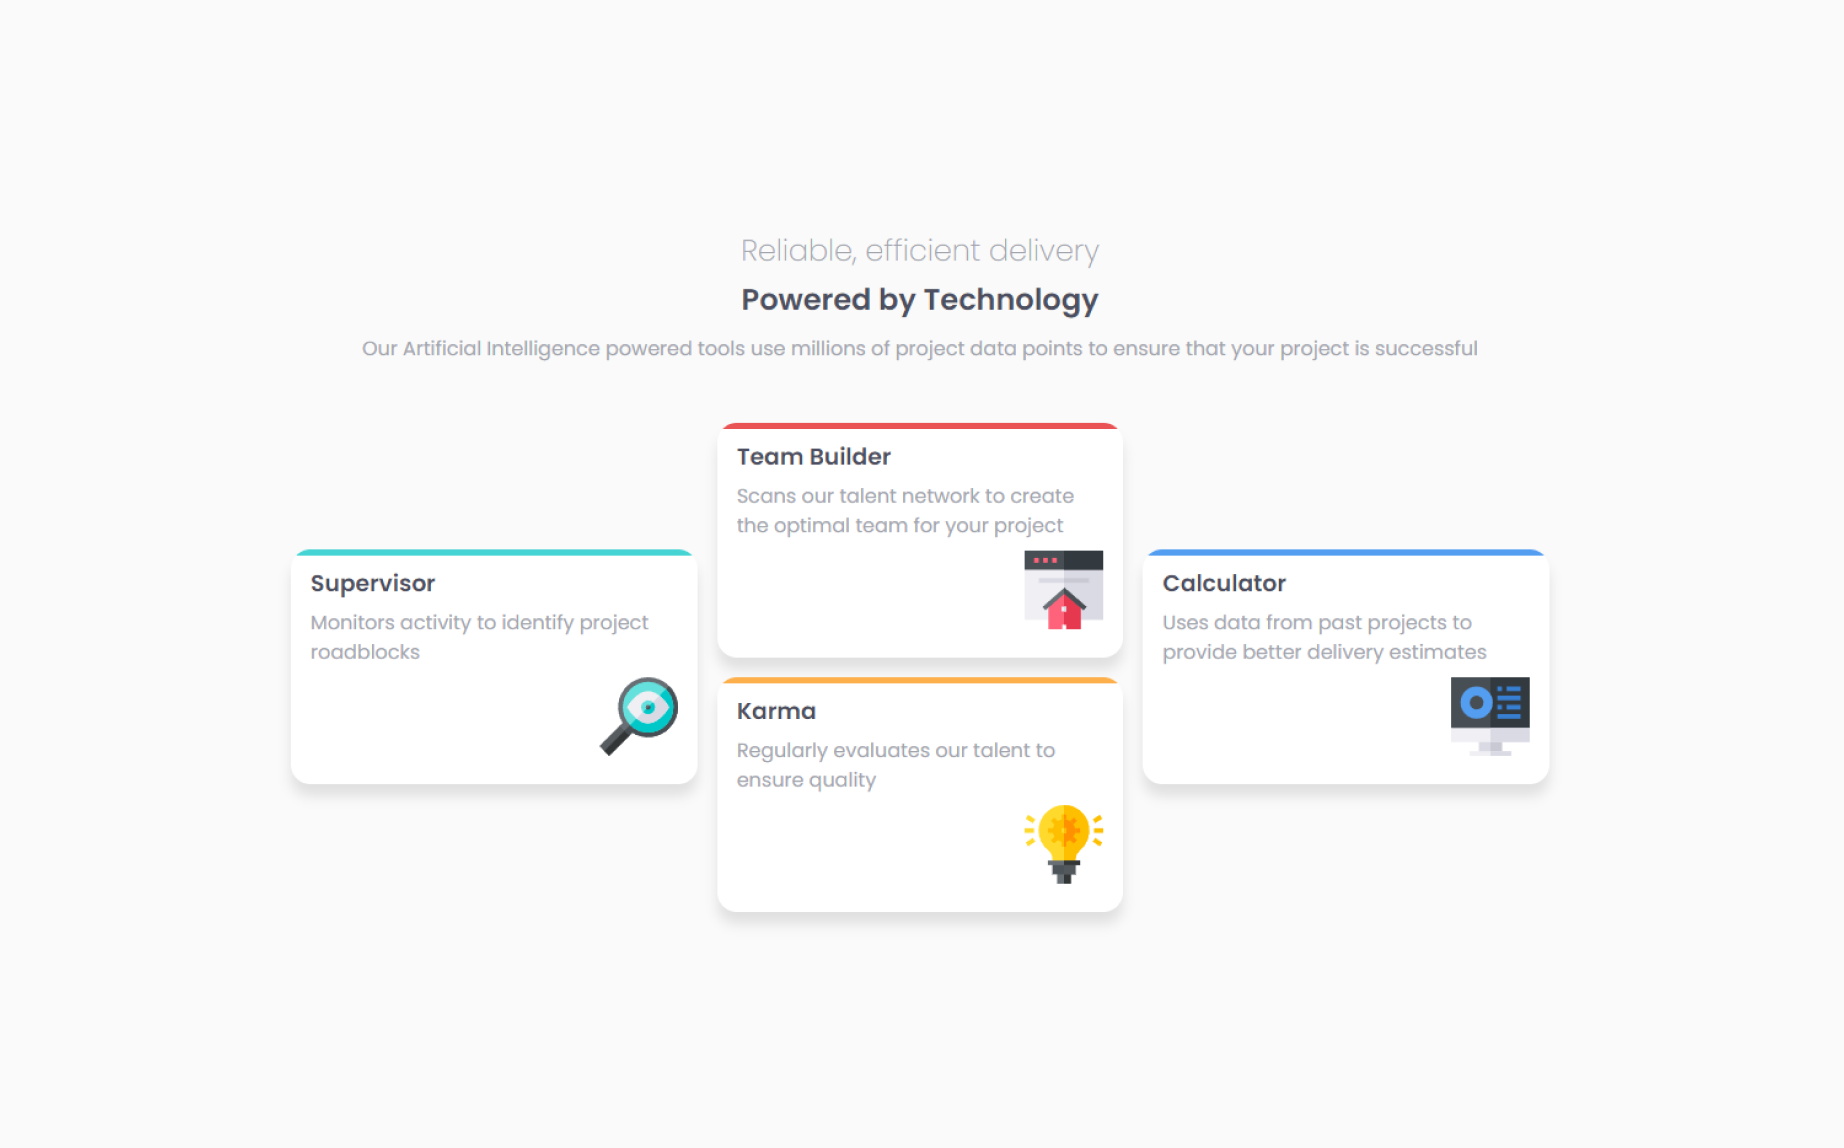 Reliable, efficient delivery
Powered by Technology
Our Artificial Intelligence powered tools use millions of project data points to ensure that your project is successful
Supervisor
Monitors activity to identify project
roadblocks
Team Builder
Scans our talent network to create
the optimal team for your project
Karma
Regularly evaluates our talent to
ensure quality
Calculator
Uses data from past projects to
provide better delivery estimates